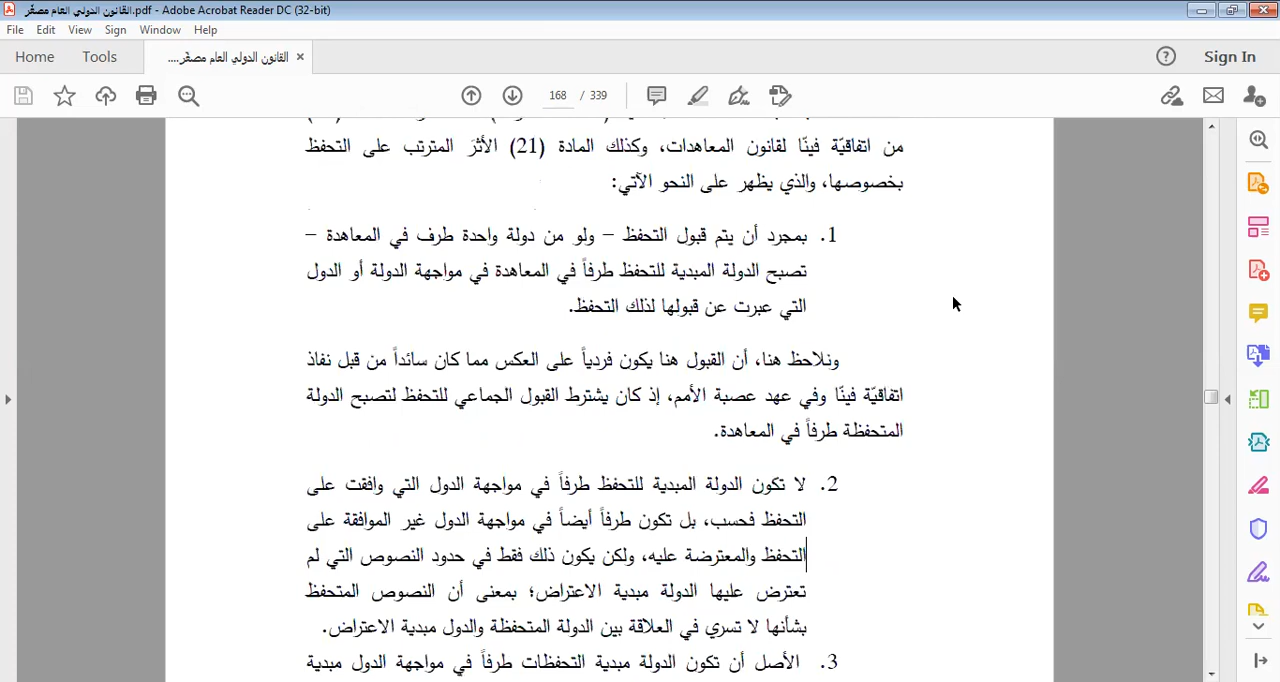 القانون الدولي العام مصغّر.pdf - Adobe Acrobat Reader DC (32-bit)
File Edit View Sign Window Help
Home Tools القانون الدولي العام مصغّر.... × Sign In
168 / 339
من اتفاقيّة فينّا لقانون المعاهدات، وكذلك المادة (21) الأثرَ المترتب على التحفظ
بخصوصها، والذي يظهر على النحو الآتي:
1. بمجرد أن يتم قبول التحفظ – ولو من دولة واحدة طرف في المعاهدة –
تصبح الدولة المبدية للتحفظ طرفاً في المعاهدة في مواجهة الدولة أو الدول
التي عبرت عن قبولها لذلك التحفظ.
ونلاحظ هنا، أن القبول هنا يكون فردياً على العكس مما كان سائداً من قبل نفاذ
اتفاقيّة فينّا وفي عهد عصبة الأمم، إذ كان يشترط القبول الجماعي للتحفظ لتصبح الدولة
المتحفظة طرفاً في المعاهدة.
2. لا تكون الدولة المبدية للتحفظ طرفاً في مواجهة الدول التي وافقت على
التحفظ فحسب، بل تكون طرفاً أيضاً في مواجهة الدول غير الموافقة على
التحفظ والمعترضة عليه، ولكن يكون ذلك فقط في حدود النصوص التي لم
تعترض عليها الدولة مبدية الاعتراض؛ بمعنى أن النصوص المتحفظ
بشأنها لا تسري في العلاقة بين الدولة المتحفظة والدول مبدية الاعتراض.
3. الأصل أن تكون الدولة مبدية التحفظات طرفاً في مواجهة الدول مبدية